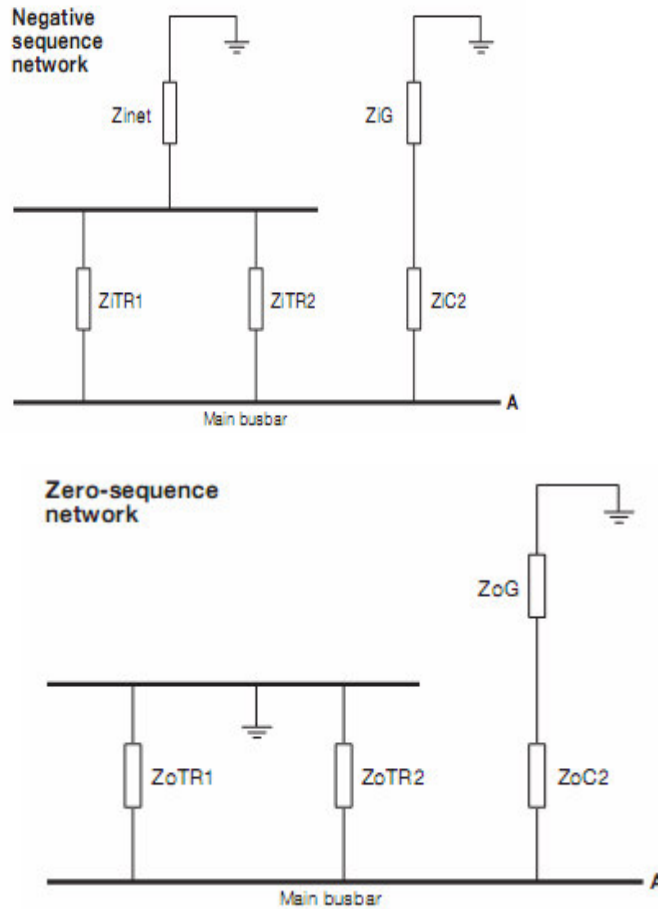 Negative
sequence
network
Zinet
ZiG
ZiTR1
ZiTR2
ZiC2
A
Main busbar
Zero-sequence
network
ZoG
ZoTR1
ZoTR2
ZoC2
A
Main busbar